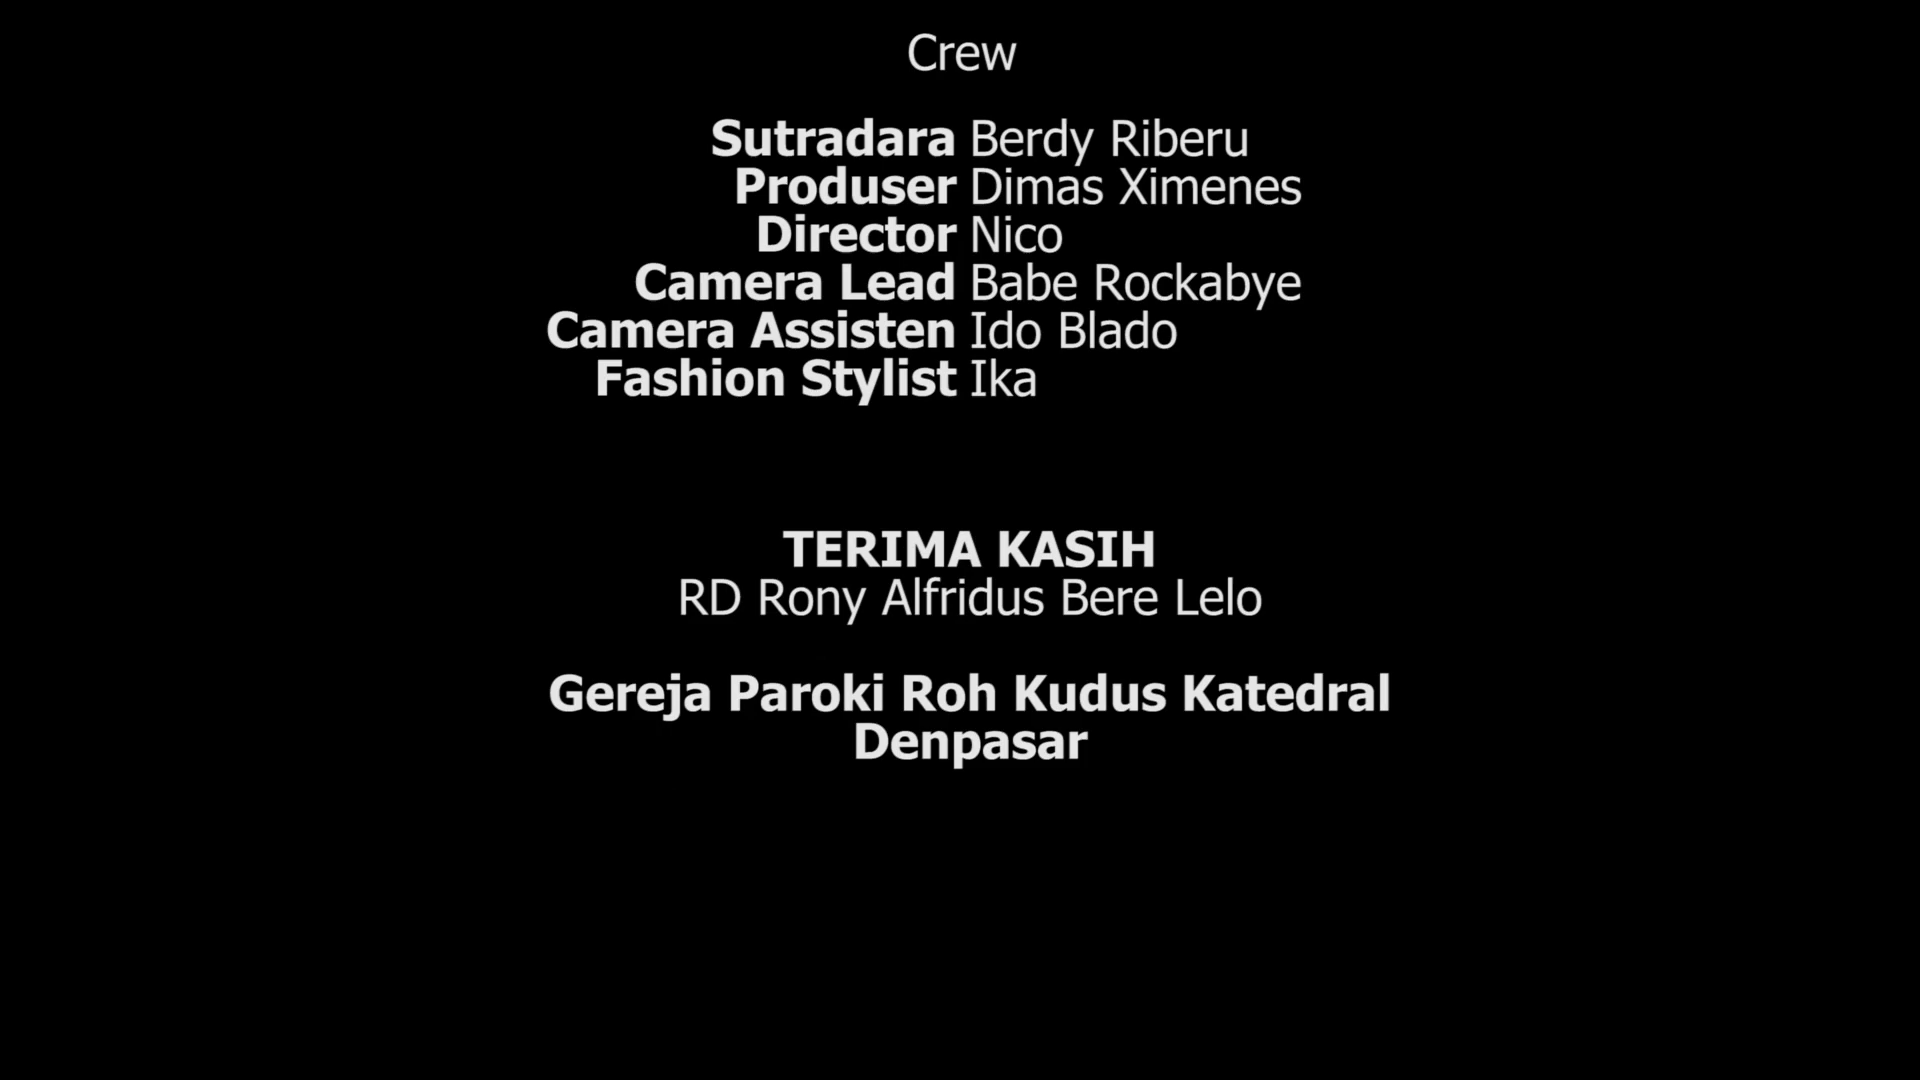 Crew
Sutradara Berdy Riberu
Produser Dimas Ximenes
Director Nico
Camera Lead Babe Rockabye
Camera Assisten Ido Blado
Fashion Stylist Ika
TERIMA KASIH
RD Rony Alfridus Bere Lelo
Gereja Paroki Roh Kudus Katedral
Denpasar